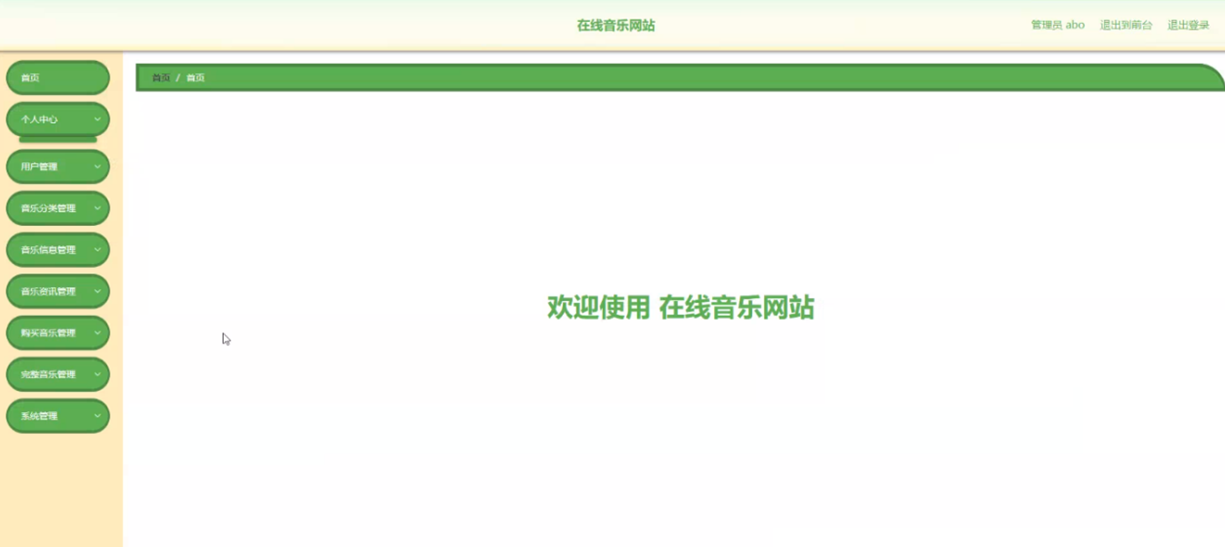 在线音乐网站
管理员 abo 退出到前台 退出登录
首页
首页 / 首页
个人中心
用户管理
音乐分类管理
音乐信息管理
音乐资讯管理
购买音乐管理
完整音乐管理
系统管理
欢迎使用 在线音乐网站